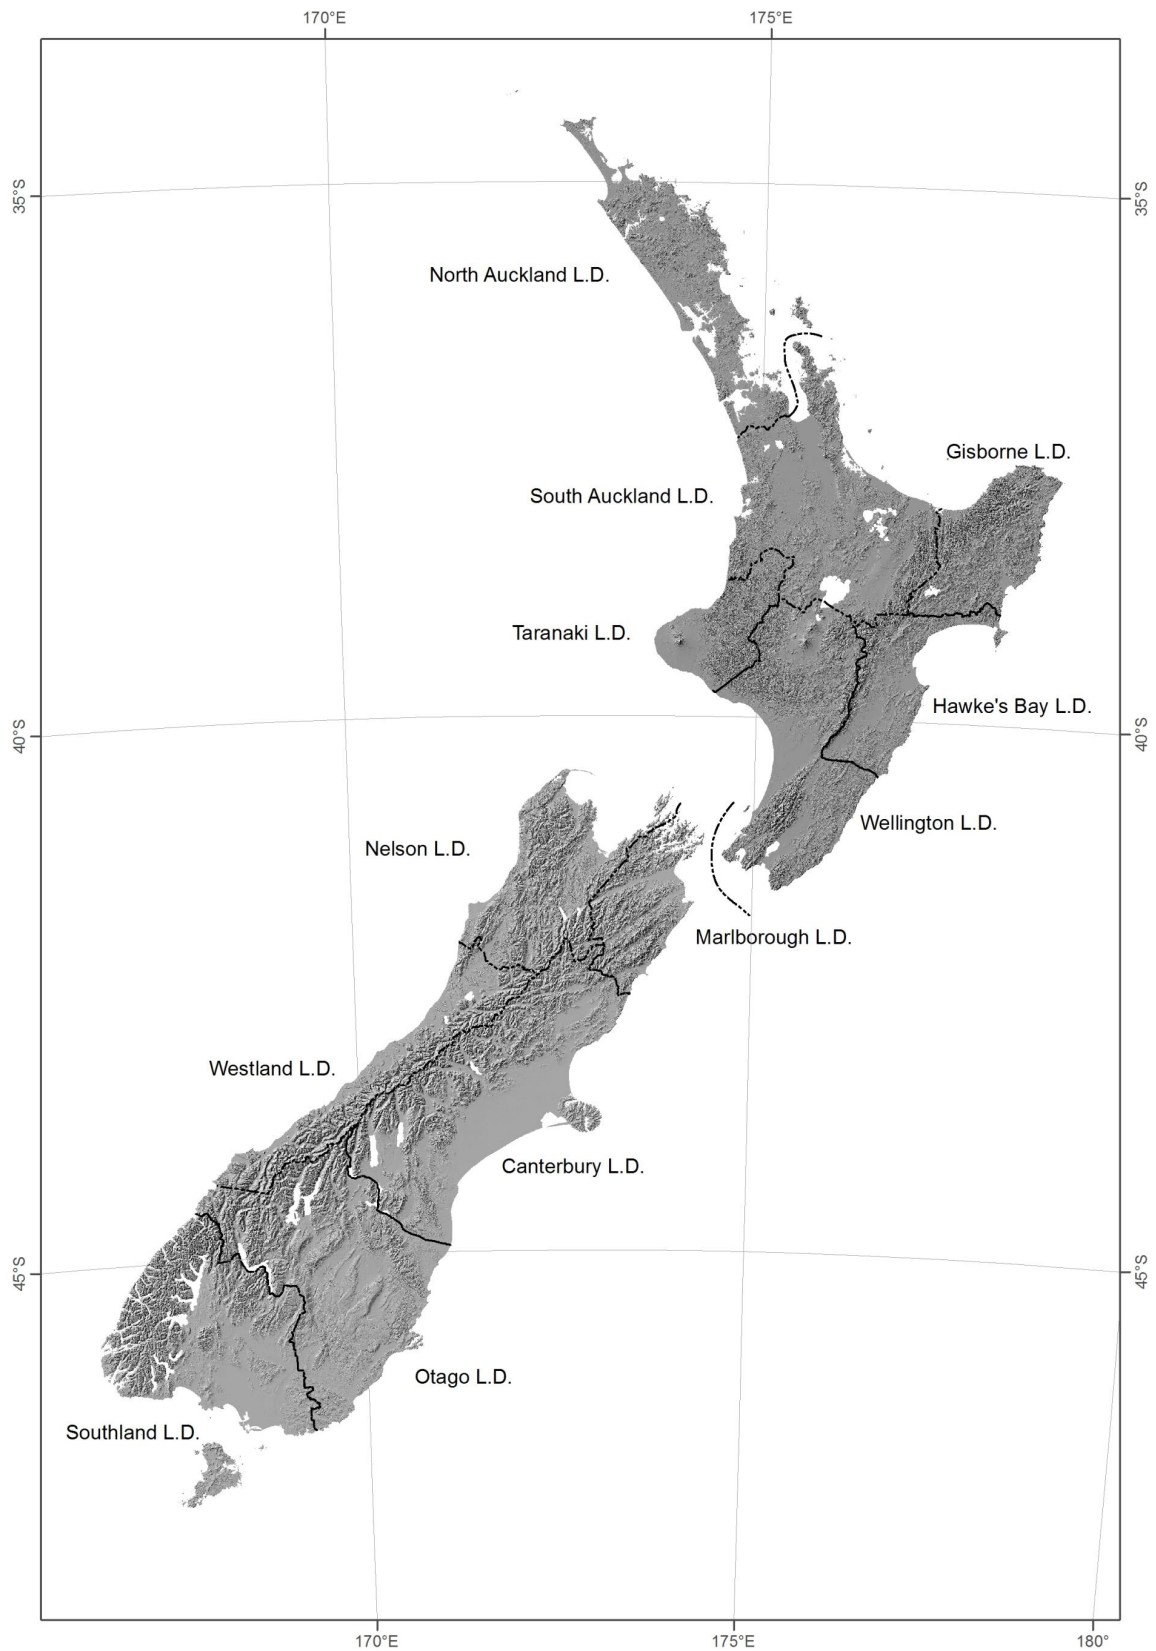 170°E
175°E
35°S
35°S
North Auckland L.D.
Gisborne L.D.
South Auckland L.D.
Taranaki L.D.
Hawke's Bay L.D.
40°S
40°S
Wellington L.D.
Nelson L.D.
Marlborough L.D.
Westland L.D.
Canterbury L.D.
45°S
45°S
Otago L.D.
Southland L.D.
170°E
175°E
180°